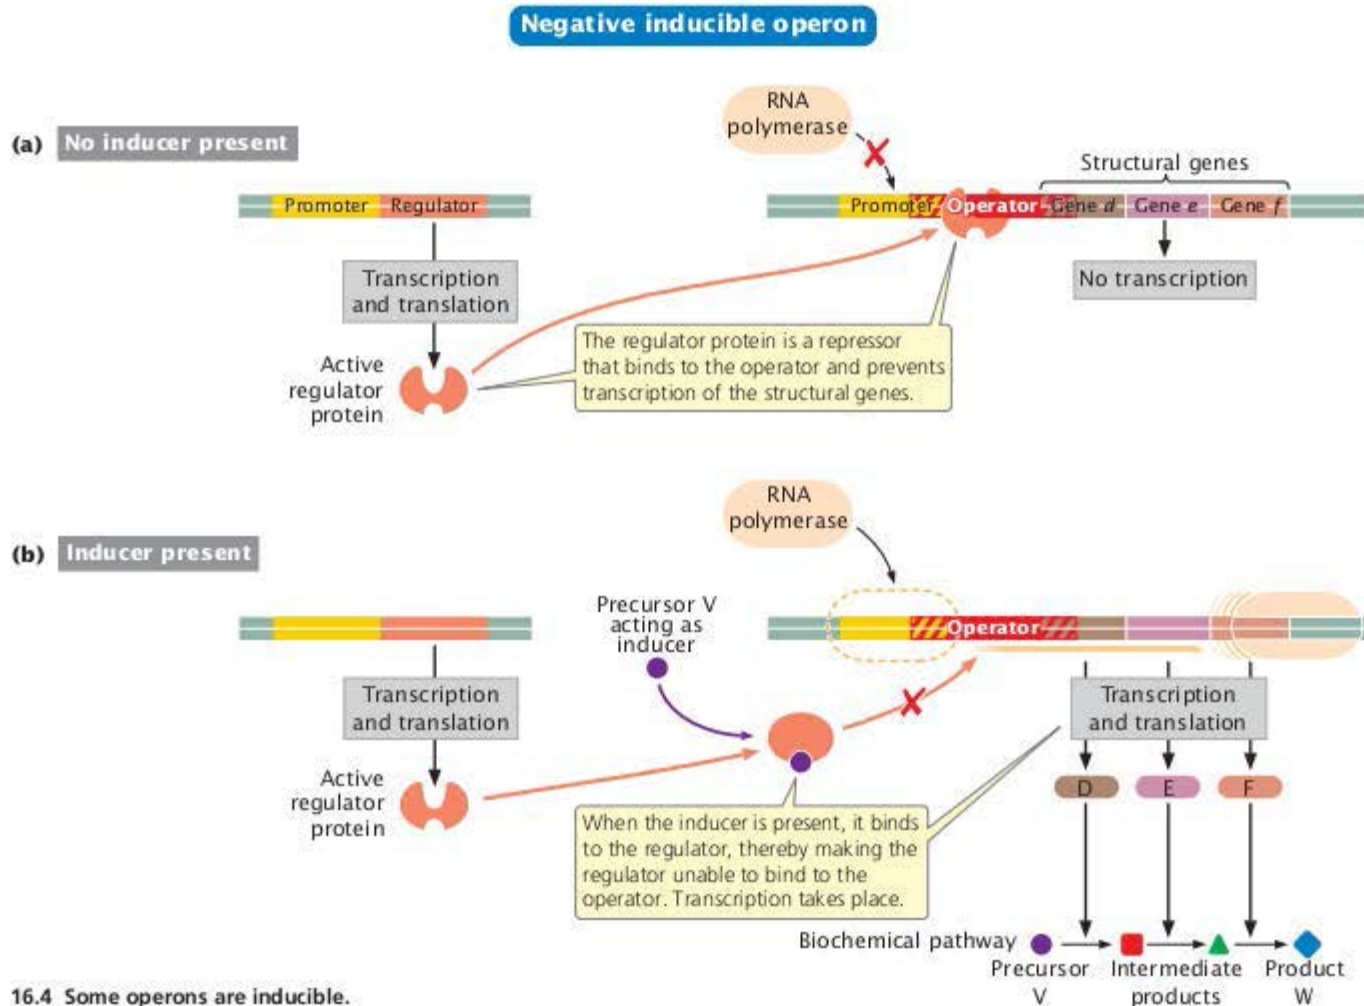 Negative inducible operon
(a) No inducer present
RNA
polymerase
Structural genes
Promoter Regulator
Promoter Operator Gene d Gene e Gene f
Transcription
and translation
No transcription
Active
regulator
protein
The regulator protein is a repressor
that binds to the operator and prevents
transcription of the structural genes.
(b) Inducer present
RNA
polymerase
Precursor V
acting as
inducer
Operator
Transcription
and translation
Transcription
and translation
Active
regulator
protein
D E F
When the inducer is present, it binds
to the regulator, thereby making the
regulator unable to bind to the
operator. Transcription takes place.
Biochemical pathway
Precursor
V
Intermediate
products
Product
W
16.4 Some operons are inducible.